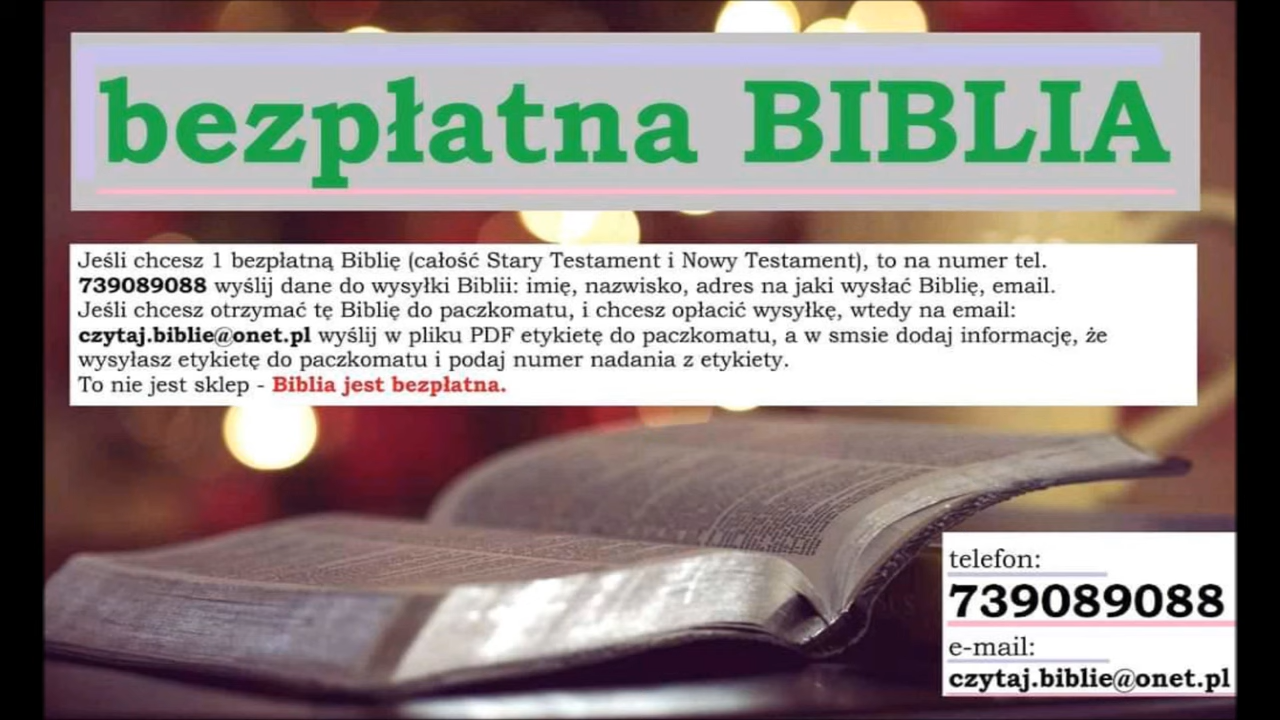 bezpłatna BIBLIA
Jeśli chcesz 1 bezpłatną Biblię (całość Stary Testament i Nowy Testament), to na numer tel.
739089088 wyślij dane do wysyłki Biblii: imię, nazwisko, adres na jaki wysłać Biblię, email.
Jeśli chcesz otrzymać tę Biblię do paczkomatu, i chcesz opłacić wysyłkę, wtedy na email:
czytaj.biblie@onet.pl wyślij w pliku PDF etykietę do paczkomatu, a w smsie dodaj informację, że
wysyłasz etykietę do paczkomatu i podaj numer nadania z etykiety.
To nie jest sklep - Biblia jest bezpłatna.
telefon:
739089088
e-mail:
czytaj.biblie@onet.pl